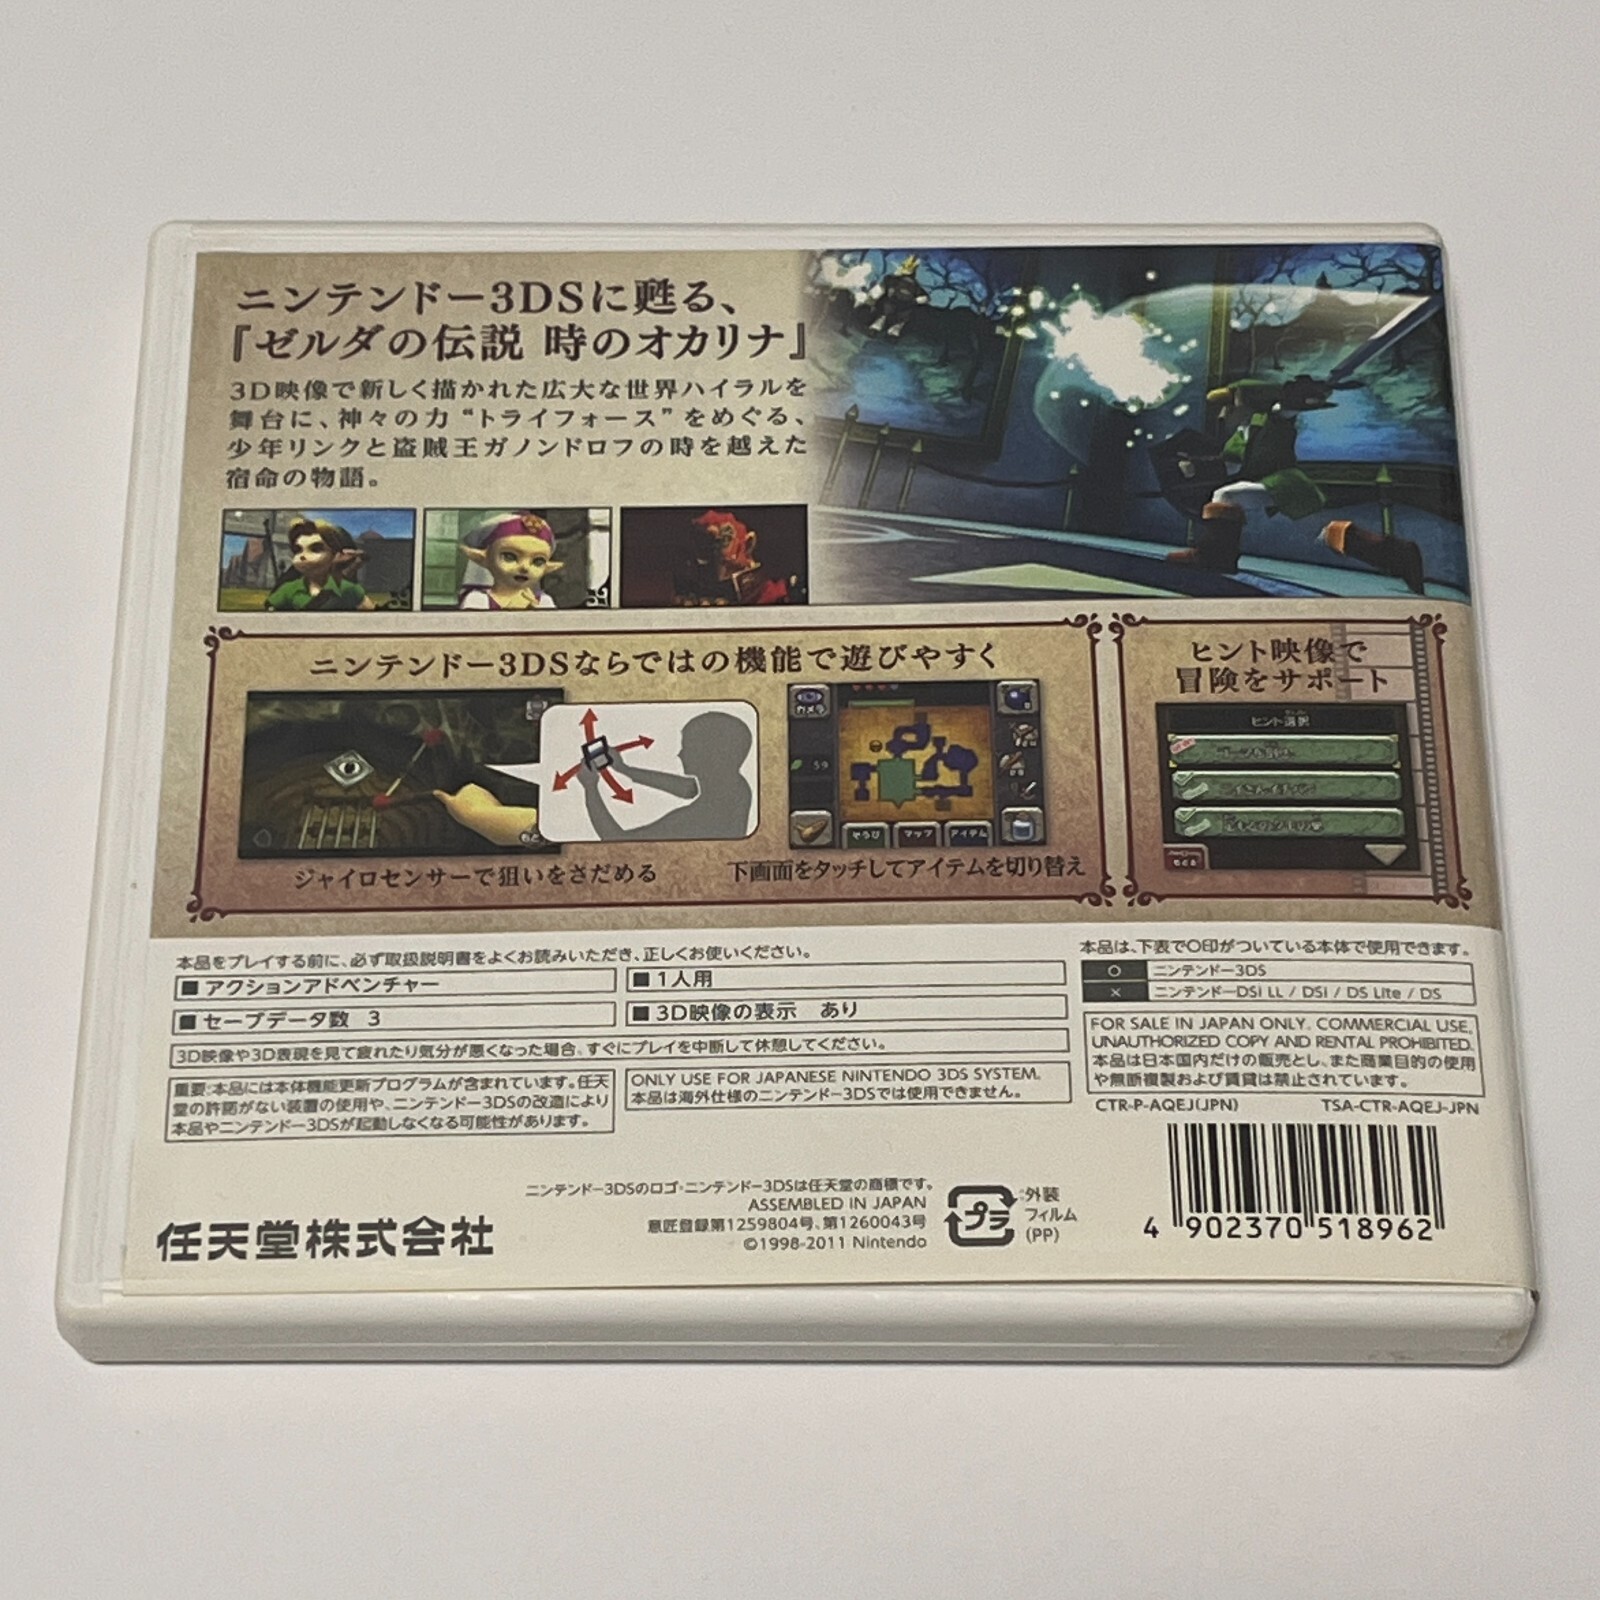 ニンテンドー3DSに甦る、
『ゼルダの伝説 時のオカリナ』
3D映像で新しく描かれた広大な世界ハイラルを
舞台に、神々の力“トライフォース”をめぐる、
少年リンクと盗賊王ガノンドロフの時を越えた
宿命の物語。
ニンテンドー3DSならではの機能で遊びやすく
ジャイロセンサーで狙いをさだめる
カメラ
59
そうび
マップ
アイテム
下画面をタッチしてアイテムを切り替え
ヒント映像で
冒険をサポート
ヒント選択
もどる
本品をプレイする前に、必ず取扱説明書をよくお読みいただき、正しくお使いください。
■アクションアドベンチャー
■1人用
■セーブデータ数 3
■3D映像の表示 あり
3D映像や3D表現を見て疲れたり気分が悪くなった場合、すぐにプレイを中断して休憩してください。
重要:本品には本体機能更新プログラムが含まれています。任天
堂の許諾がない装置の使用や、ニンテンドー3DSの改造により
本品やニンテンドー3DSが起動しなくなる可能性があります。
ONLY USE FOR JAPANESE NINTENDO 3DS SYSTEM.
本品は海外仕様のニンテンドー3DSでは使用できません。
本品は、下表で○印がついている本体で使用できます。
○ ニンテンドー3DS
× ニンテンドーDSi LL / DSi / DS Lite / DS
FOR SALE IN JAPAN ONLY. COMMERCIAL USE,
UNAUTHORIZED COPY AND RENTAL PROHIBITED.
本品は日本国内だけの販売とし、また商業目的の使用
や無断複製および賃貸は禁止されています。
CTR-P-AQEJ(JPN)
TSA-CTR-AQEJ-JPN
任天堂株式会社
ニンテンドー3DSのロゴ・ニンテンドー3DSは任天堂の商標です。
ASSEMBLED IN JAPAN
意匠登録第1259804号、第1260043号
©1998-2011 Nintendo
プラ
:外装
フィルム
(PP)
4 902370 518962